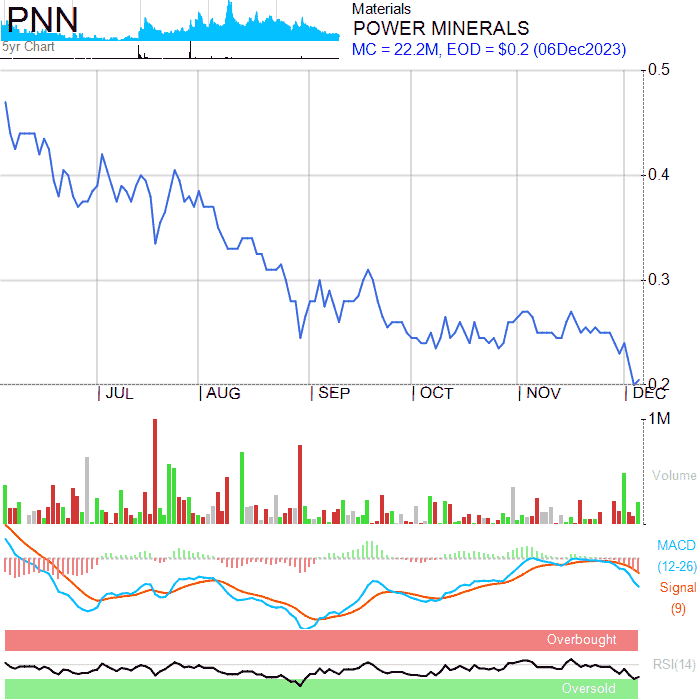 PNN
5yr Chart
Materials
POWER MINERALS
MC = 22.2M, EOD = $0.2 (06Dec2023)
0.5
0.4
0.3
0.2
JUL
AUG
SEP
OCT
NOV
DEC
1M
Volume
MACD
(12-26)
Signal
(9)
Overbought
RSI(14)
Oversold